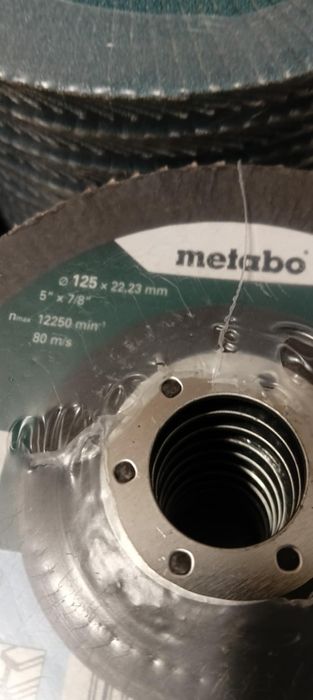 metabo
⌀ 125 × 22,23 mm
5" × 7/8"
nmax 12250 min⁻¹
80 m/s